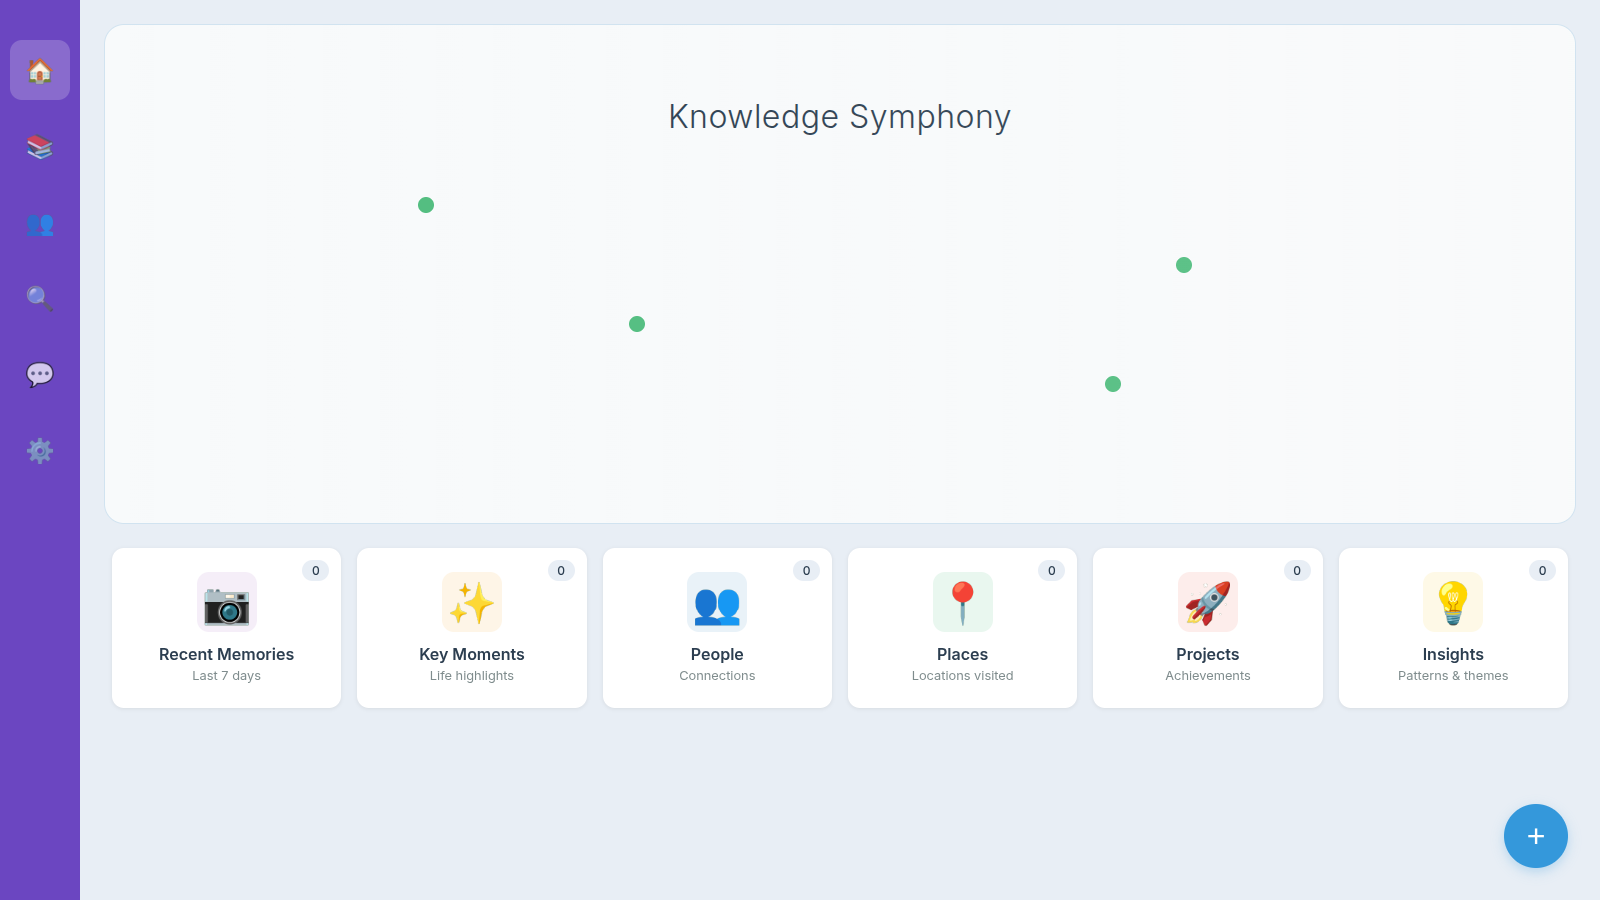 Knowledge Symphony
0
Recent Memories
Last 7 days
0
Key Moments
Life highlights
0
People
Connections
0
Places
Locations visited
0
Projects
Achievements
0
Insights
Patterns & themes
+